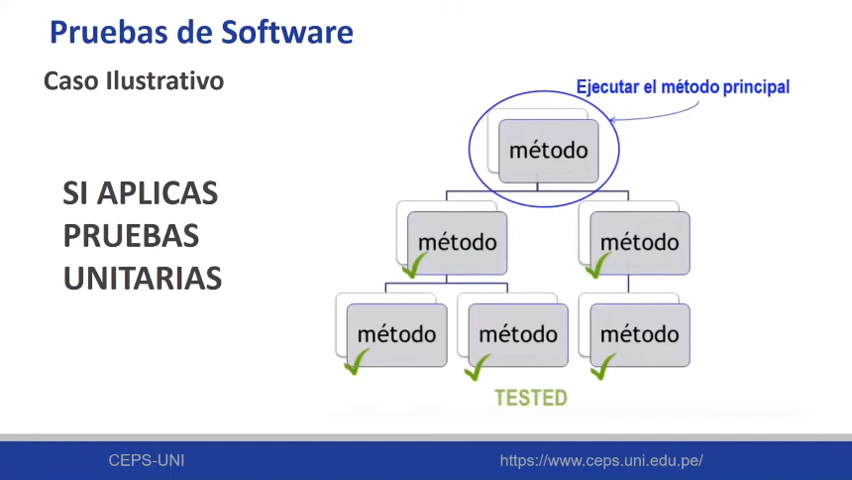 Pruebas de Software
Caso Ilustrativo
Ejecutar el método principal
método
SI APLICAS
PRUEBAS
UNITARIAS
método
método
método
método
método
TESTED
CEPS-UNI
https://www.ceps.uni.edu.pe/